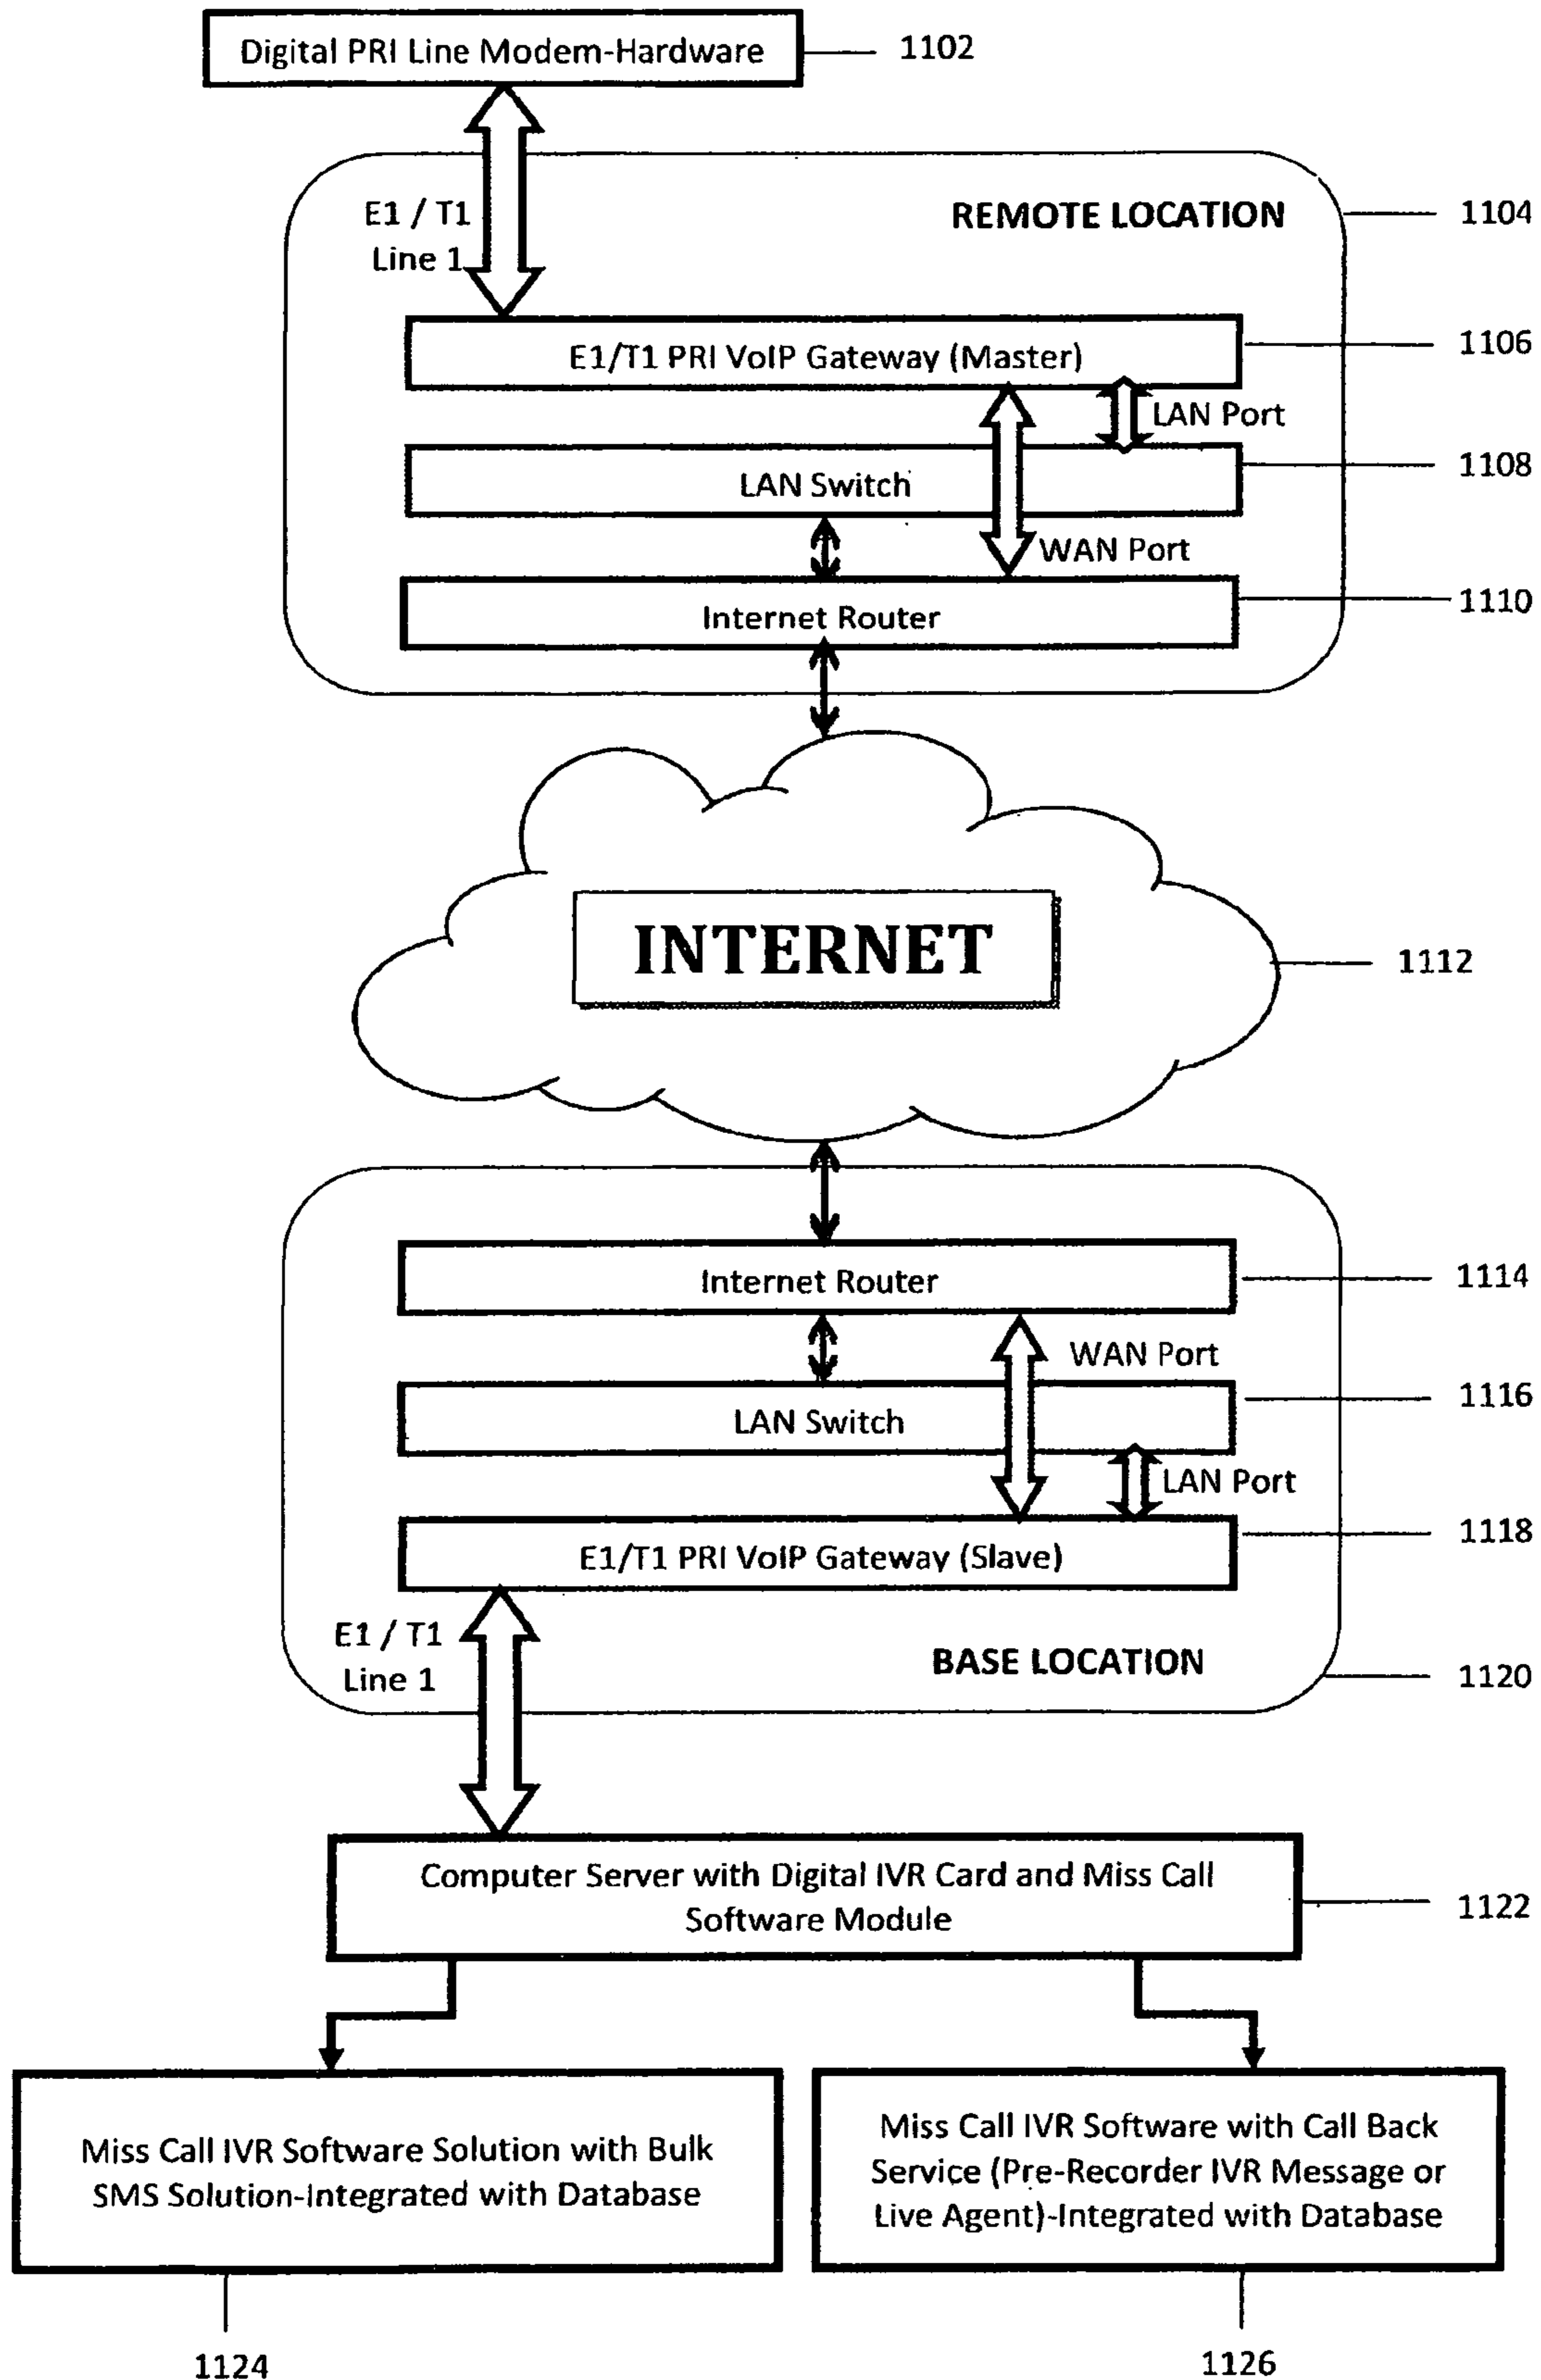 Digital PRI Line Modem-Hardware
1102
E1 / T1
Line 1
REMOTE LOCATION
1104
E1/T1 PRI VoIP Gateway (Master)
1106
LAN Port
LAN Switch
1108
WAN Port
Internet Router
1110
INTERNET
1112
Internet Router
1114
WAN Port
LAN Switch
1116
LAN Port
E1/T1 PRI VoIP Gateway (Slave)
1118
E1 / T1
Line 1
BASE LOCATION
1120
Computer Server with Digital IVR Card and Miss Call
Software Module
1122
Miss Call IVR Software Solution with Bulk
SMS Solution-Integrated with Database
Miss Call IVR Software with Call Back
Service (Pre-Recorder IVR Message or
Live Agent)-Integrated with Database
1124
1126